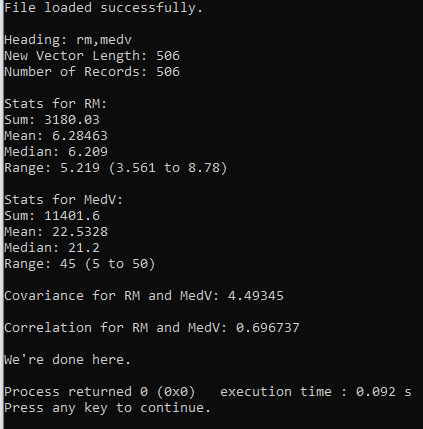 File loaded successfully.
Heading: rm,medv
New Vector Length: 506
Number of Records: 506
Stats for RM:
Sum: 3180.03
Mean: 6.28463
Median: 6.209
Range: 5.219 (3.561 to 8.78)
Stats for MedV:
Sum: 11401.6
Mean: 22.5328
Median: 21.2
Range: 45 (5 to 50)
Covariance for RM and MedV: 4.49345
Correlation for RM and MedV: 0.696737
We're done here.
Process returned 0 (0x0)   execution time : 0.092 s
Press any key to continue.